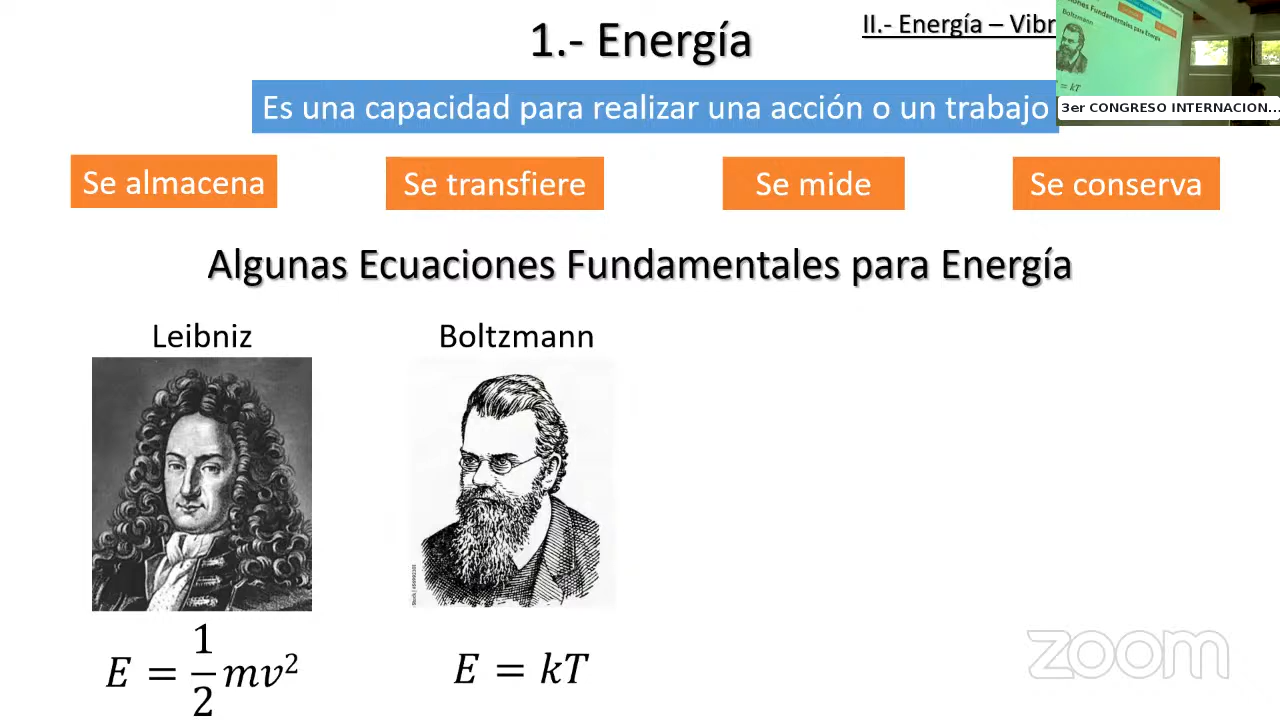 1.- Energía
II.- Energía – Vibr
Es una capacidad para realizar una acción o un trabajo
3er CONGRESO INTERNACION...
Se almacena
Se transfiere
Se mide
Se conserva
Algunas Ecuaciones Fundamentales para Energía
Leibniz
Boltzmann
E = 1/2 mv²
E = kT
zoom